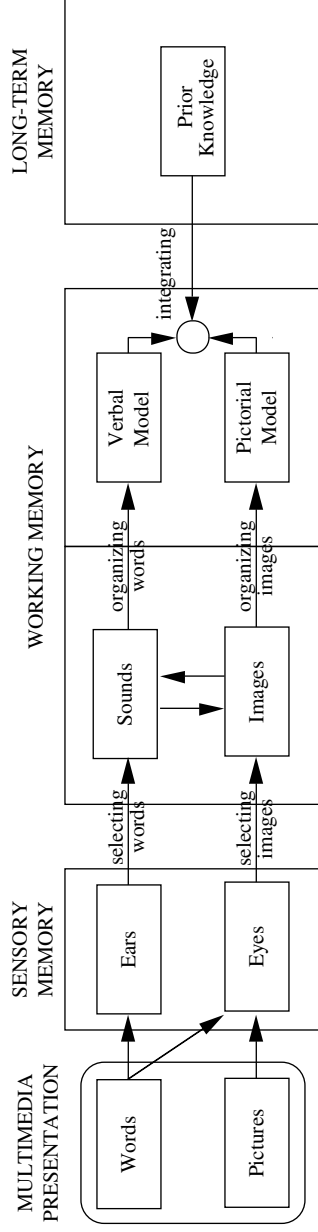 MULTIMEDIA
PRESENTATION
SENSORY
MEMORY
WORKING MEMORY
LONG-TERM
MEMORY
Words
Pictures
Ears
Eyes
selecting
words
selecting
images
Sounds
Images
organizing
words
organizing
images
Verbal
Model
Pictorial
Model
integrating
Prior
Knowledge